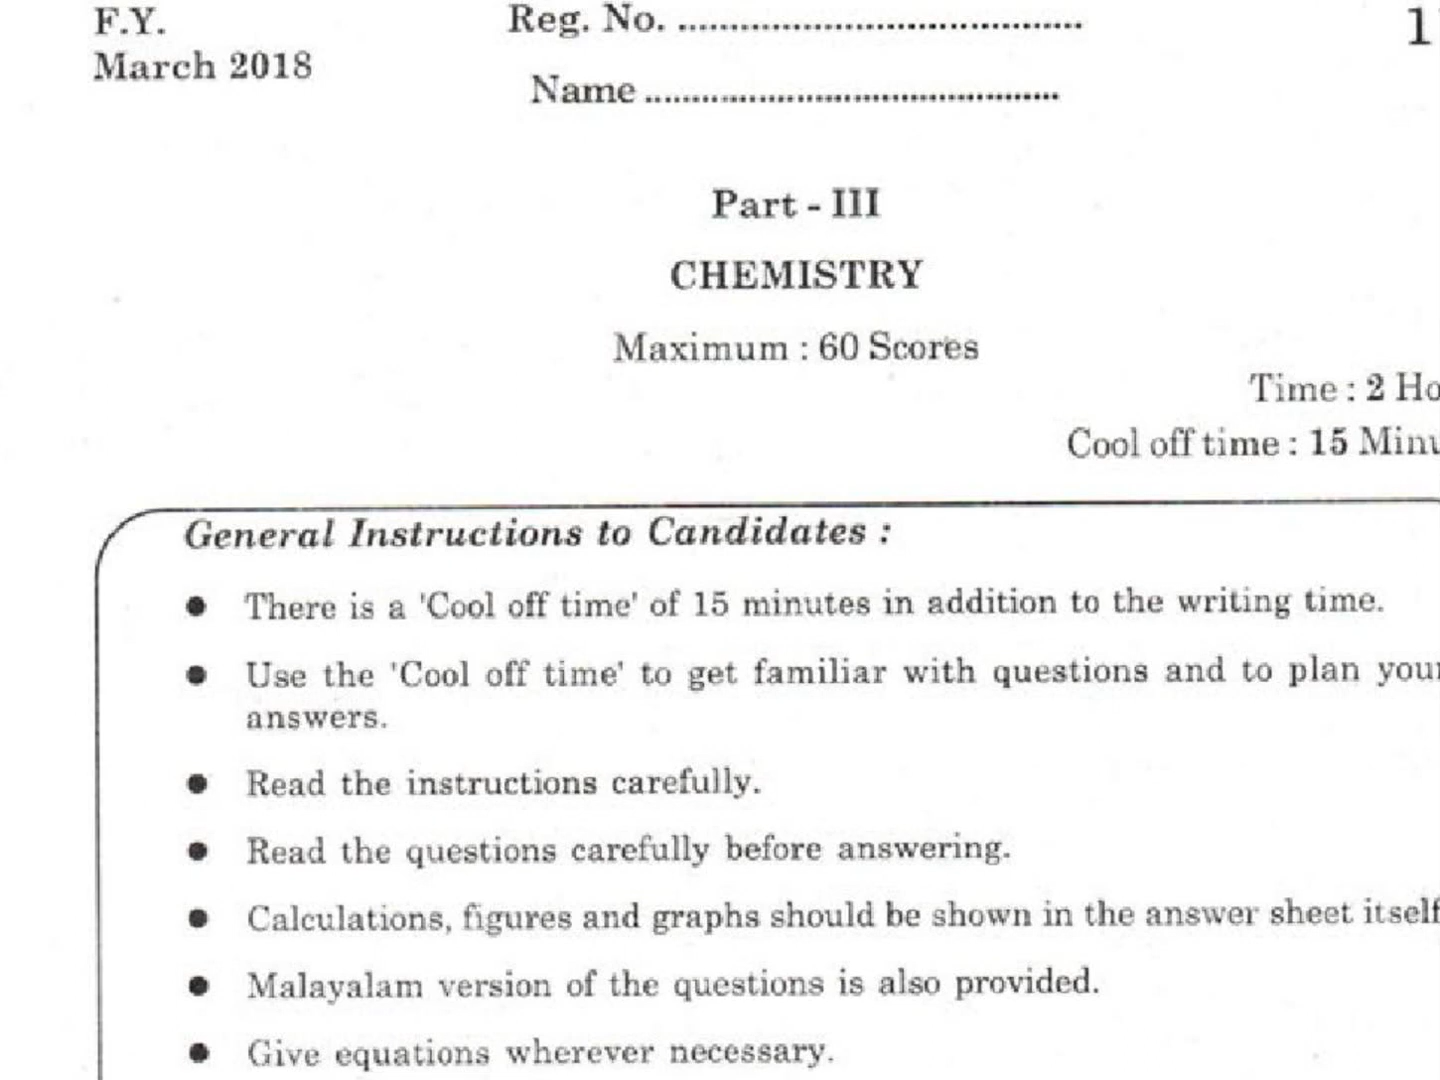 F.Y.
Reg. No. ......................................
March 2018
Name .......................................
Part - III
CHEMISTRY
Maximum : 60 Scores
Time : 2
Cool off time : 15
General Instructions to Candidates :
● There is a 'Cool off time' of 15 minutes in addition to the writing time.
● Use the 'Cool off time' to get familiar with questions and to plan your
answers.
● Read the instructions carefully.
● Read the questions carefully before answering.
● Calculations, figures and graphs should be shown in the answer sheet itself
● Malayalam version of the questions is also provided.
● Give equations wherever necessary.